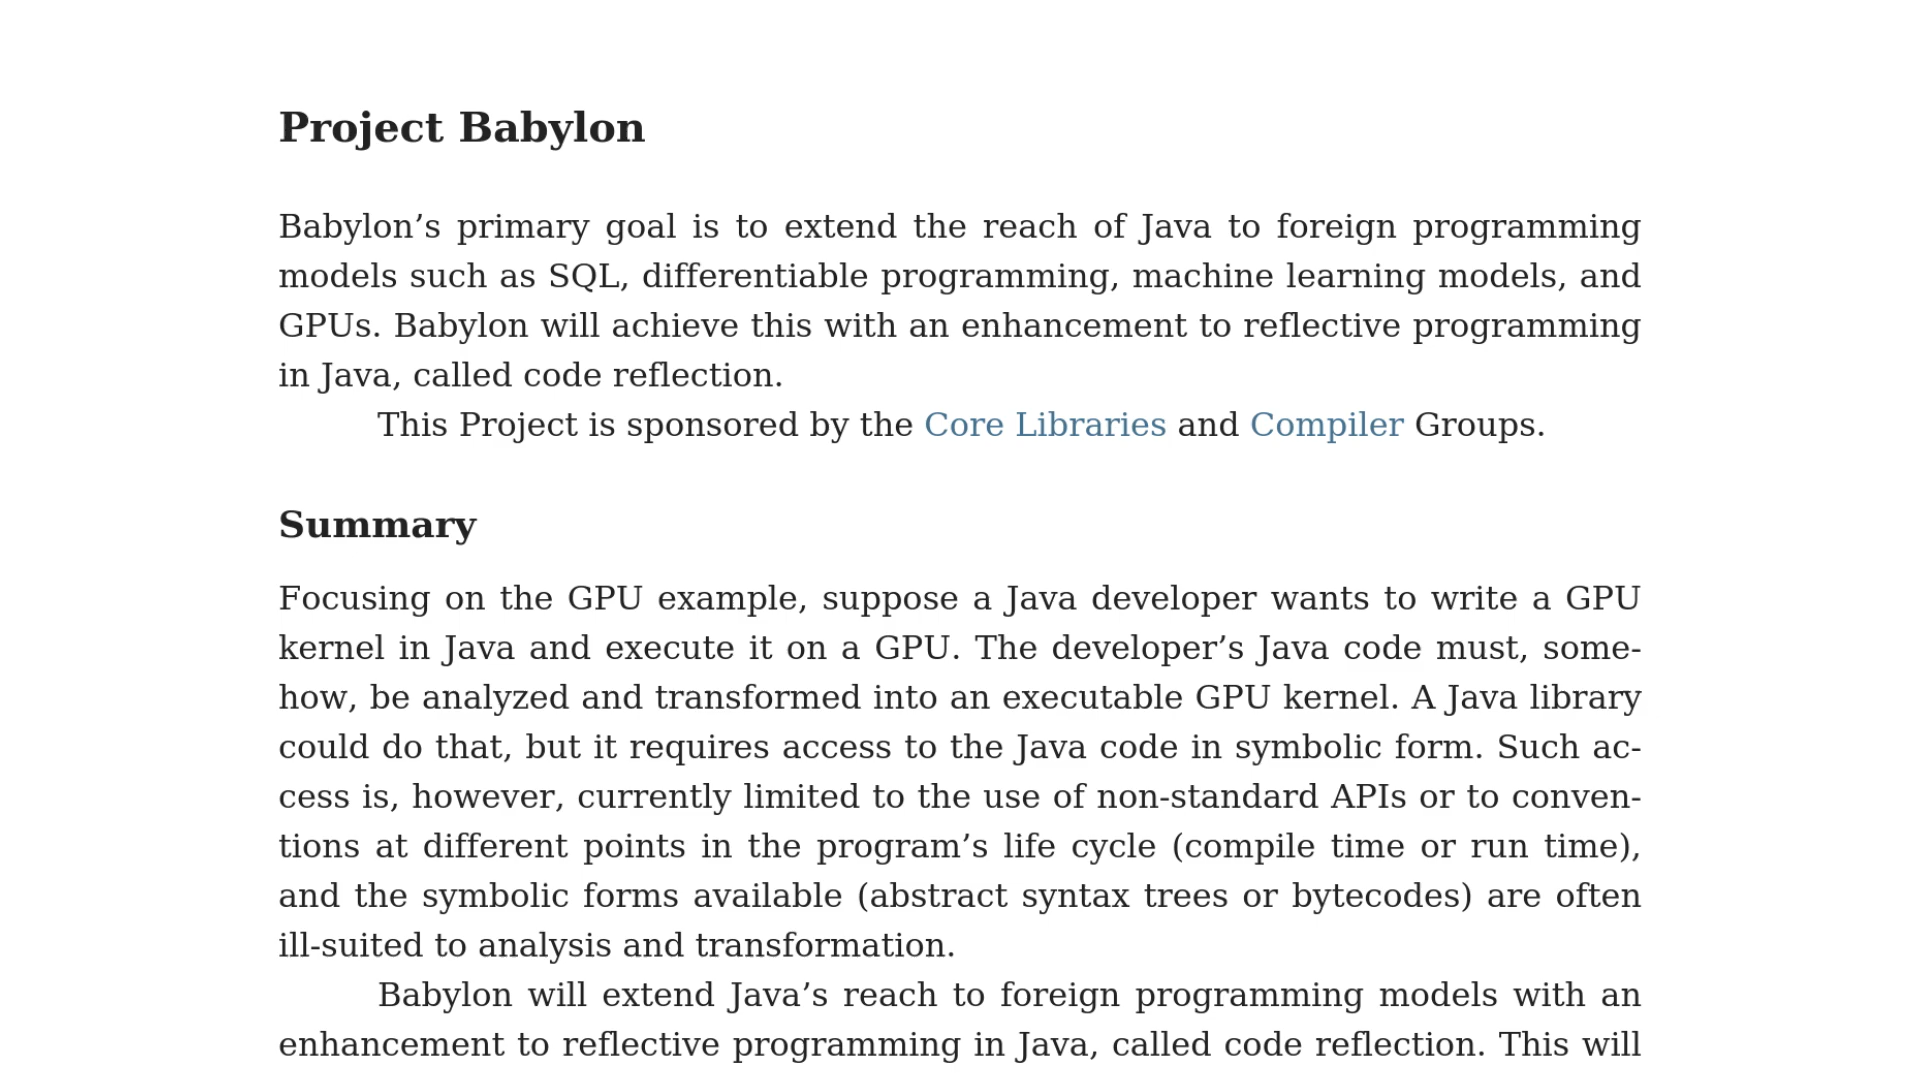 Project Babylon
Babylon’s primary goal is to extend the reach of Java to foreign programming
models such as SQL, differentiable programming, machine learning models, and
GPUs. Babylon will achieve this with an enhancement to reflective programming
in Java, called code reflection.
This Project is sponsored by the Core Libraries and Compiler Groups.
Summary
Focusing on the GPU example, suppose a Java developer wants to write a GPU
kernel in Java and execute it on a GPU. The developer’s Java code must, some-
how, be analyzed and transformed into an executable GPU kernel. A Java library
could do that, but it requires access to the Java code in symbolic form. Such ac-
cess is, however, currently limited to the use of non-standard APIs or to conven-
tions at different points in the program’s life cycle (compile time or run time),
and the symbolic forms available (abstract syntax trees or bytecodes) are often
ill-suited to analysis and transformation.
Babylon will extend Java’s reach to foreign programming models with an
enhancement to reflective programming in Java, called code reflection. This will